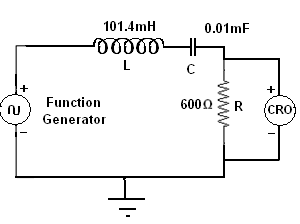 101.4mH
0.01mF
L
C
+
+
Function
Generator
600Ω
R
CRO
−
−